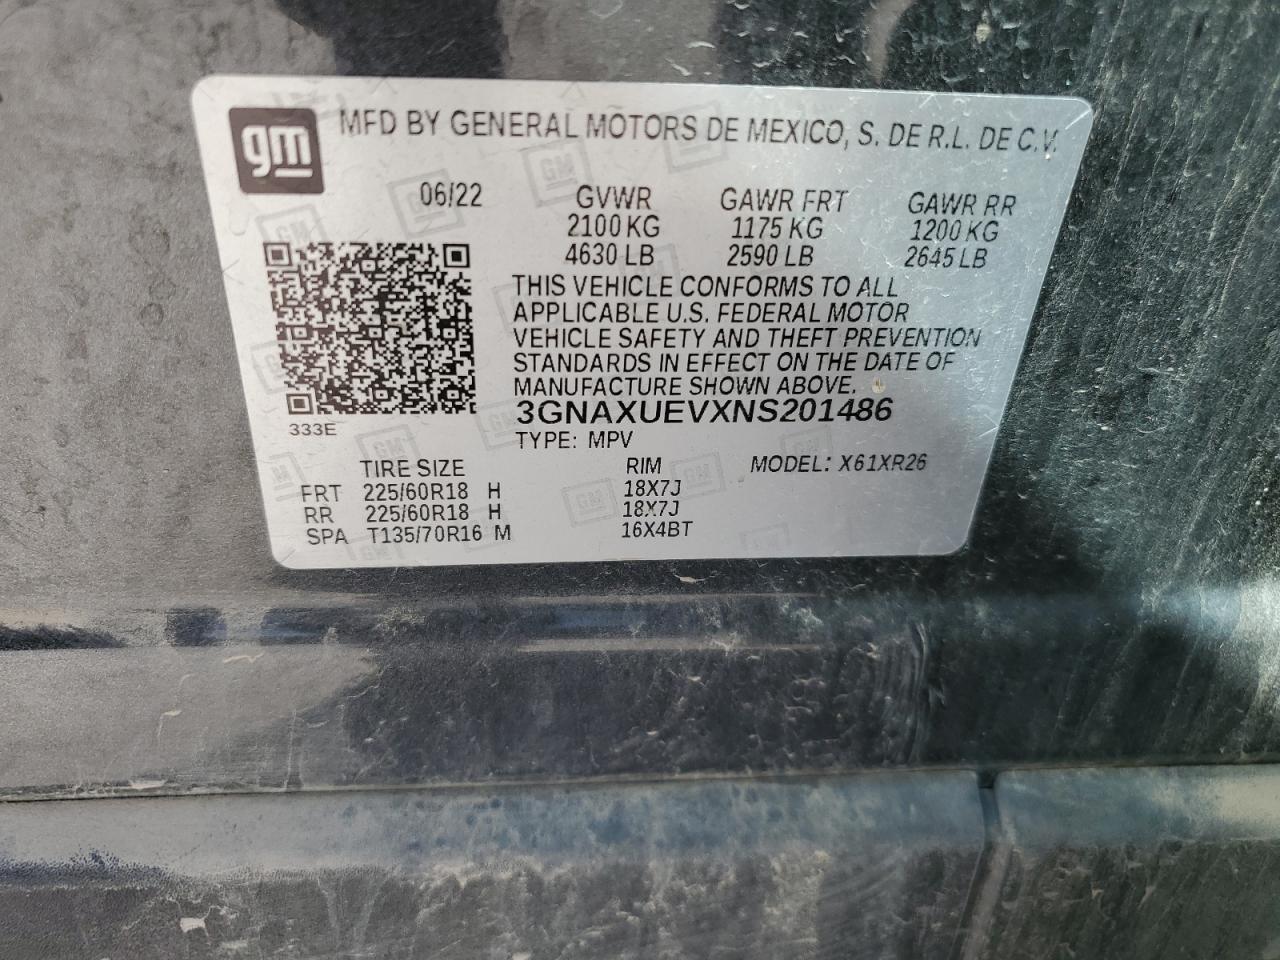 gm MFD BY GENERAL MOTORS DE MEXICO, S. DE R.L. DE C.V.
06/22 GVWR GAWR FRT GAWR RR
2100 KG 1175 KG 1200 KG
4630 LB 2590 LB 2645 LB
THIS VEHICLE CONFORMS TO ALL
APPLICABLE U.S. FEDERAL MOTOR
VEHICLE SAFETY AND THEFT PREVENTION
STANDARDS IN EFFECT ON THE DATE OF
MANUFACTURE SHOWN ABOVE.
3GNAXUEVXNS201486
333E
TYPE: MPV
TIRE SIZE RIM MODEL: X61XR26
FRT 225/60R18 H 18X7J
RR 225/60R18 H 18X7J
SPA T135/70R16 M 16X4BT